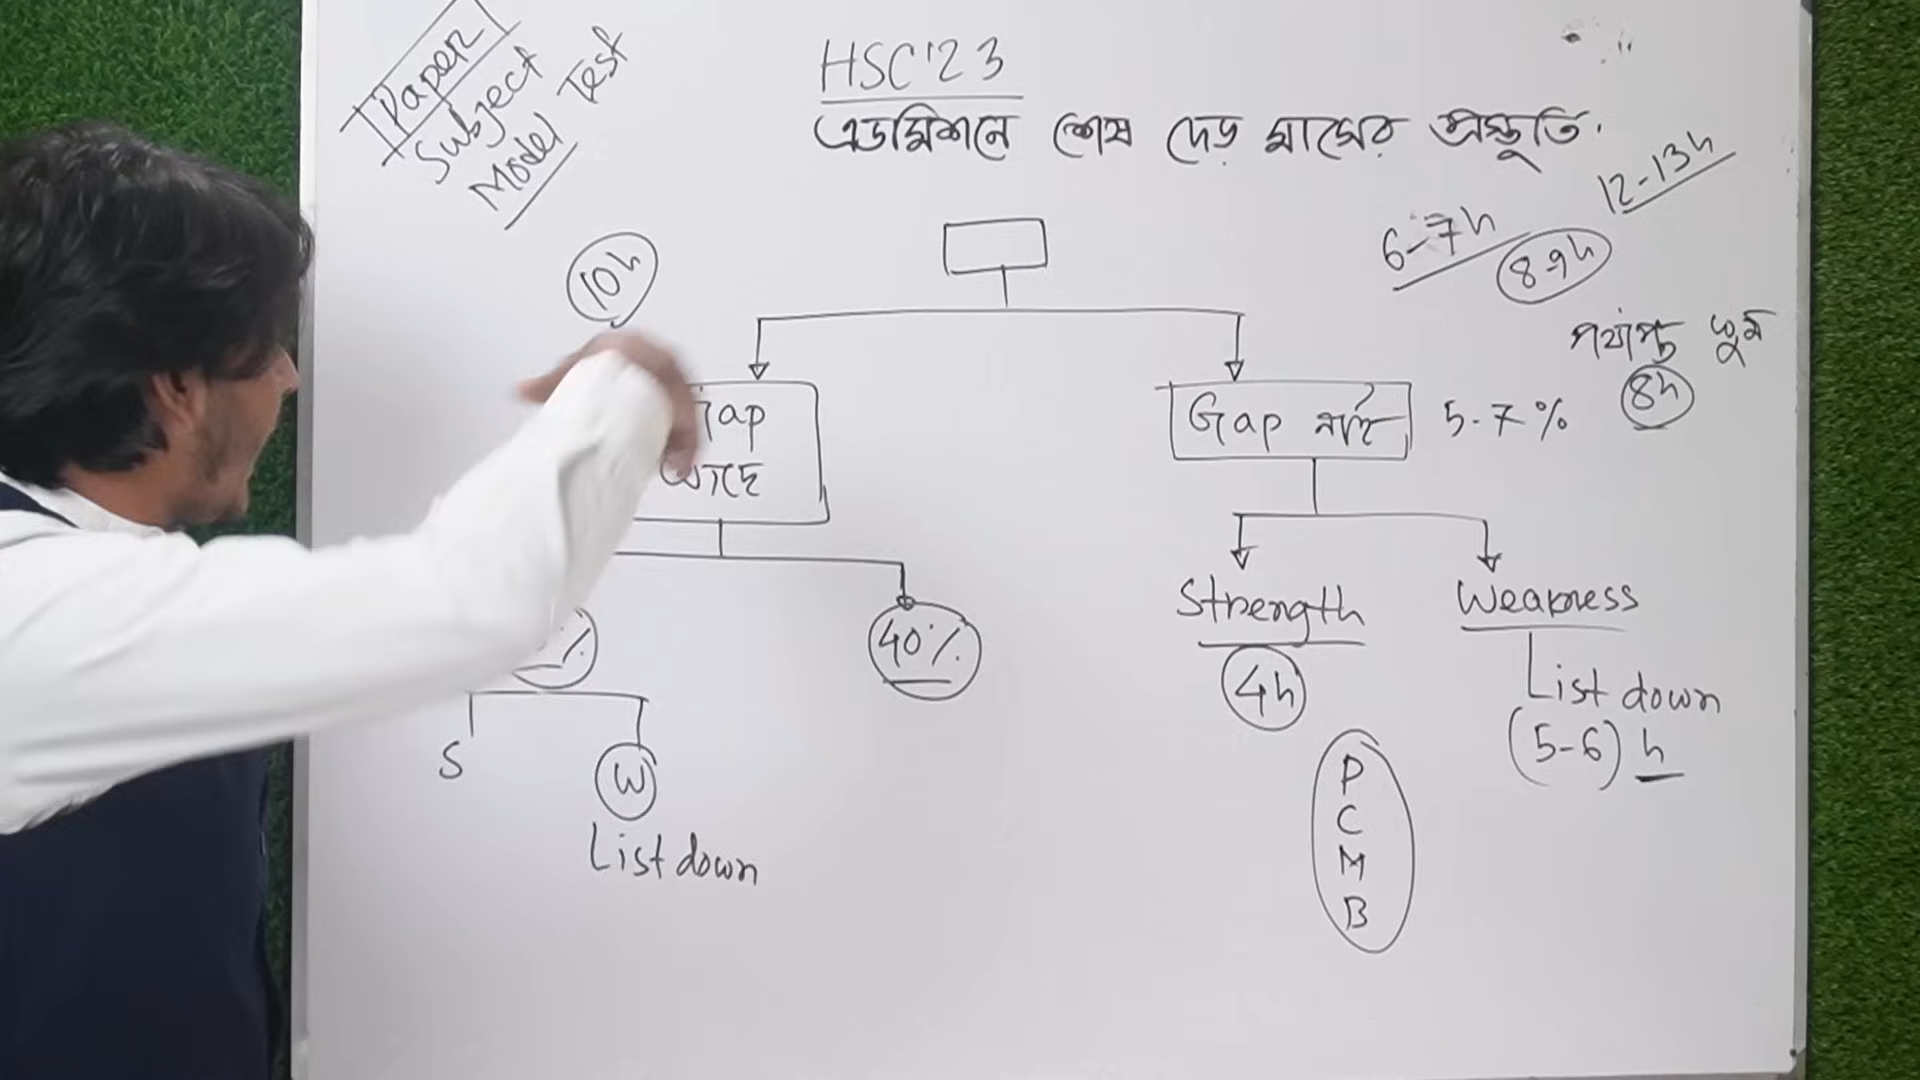 Paper
Subject
Model Test
HSC'23
এডমিশনে শেষ দেড় মাসের প্রস্তুতি.
12-13h
6-7h
8-9h
10h
পর্যাপ্ত ঘুম
8h
Gap নাই
5-7%
40%
Strength
Weakness
4h
List down
(5-6) h
S
W
List down
P
C
M
B